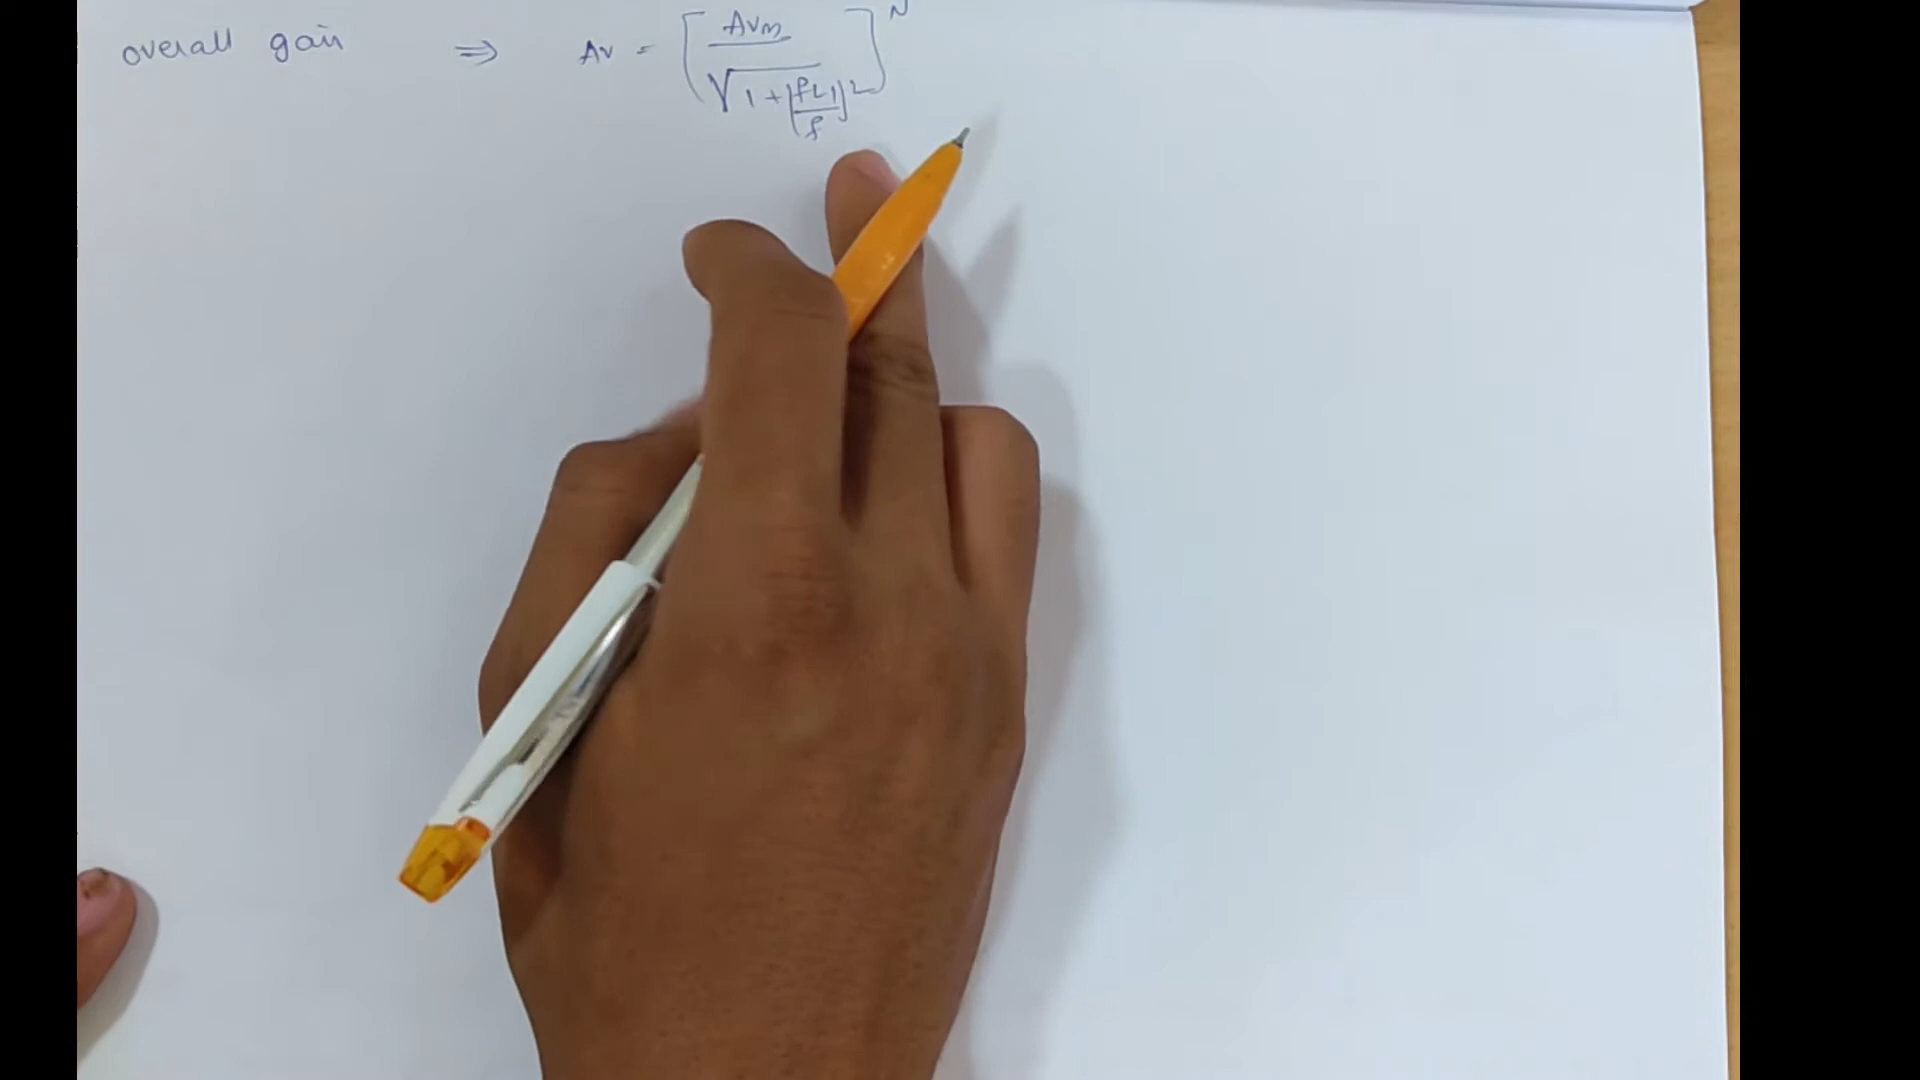 overall gain ⇒ Av = [Avm / √1+(fL1/f)²]ᴺ